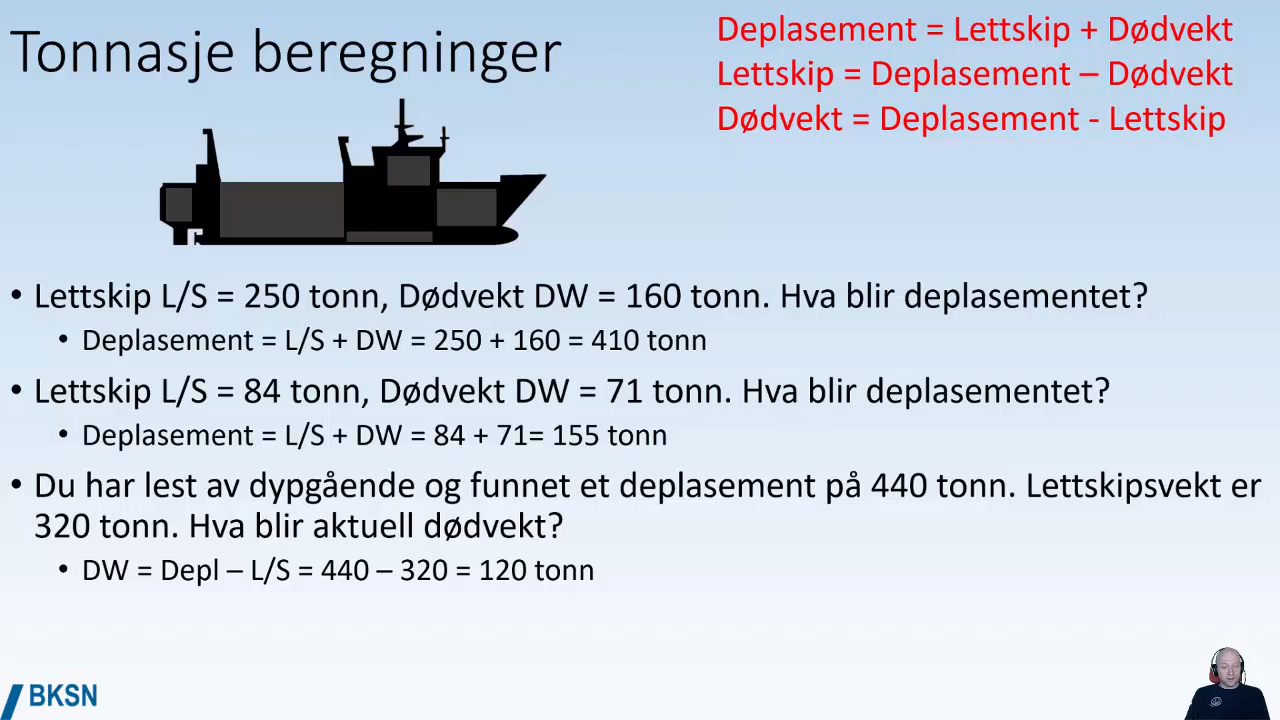 Tonnasje beregninger
Deplasement = Lettskip + Dødvekt
Lettskip = Deplasement – Dødvekt
Dødvekt = Deplasement - Lettskip
• Lettskip L/S = 250 tonn, Dødvekt DW = 160 tonn. Hva blir deplasementet?
• Deplasement = L/S + DW = 250 + 160 = 410 tonn
• Lettskip L/S = 84 tonn, Dødvekt DW = 71 tonn. Hva blir deplasementet?
• Deplasement = L/S + DW = 84 + 71= 155 tonn
• Du har lest av dypgående og funnet et deplasement på 440 tonn. Lettskipsvekt er
320 tonn. Hva blir aktuell dødvekt?
• DW = Depl – L/S = 440 – 320 = 120 tonn
BKSN